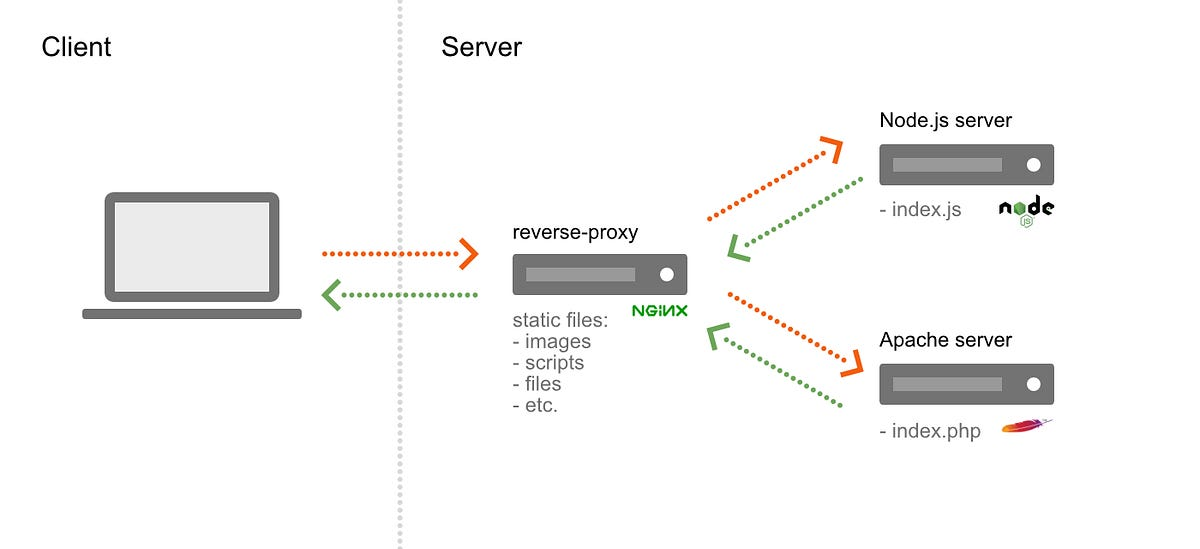 Client
Server
Node.js server
- index.js
node
JS
reverse-proxy
NGINX
static files:
- images
- scripts
- files
- etc.
Apache server
- index.php